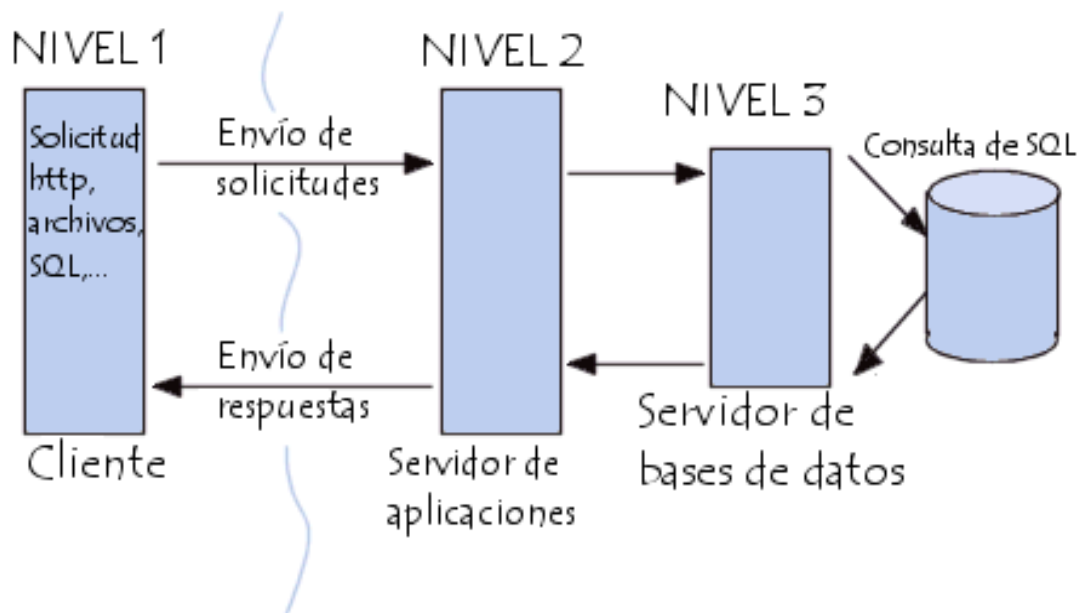 NIVEL 1
Solicitud
http,
archivos,
SQL,...
Cliente
Envío de
solicitudes
Envío de
respuestas
NIVEL 2
Servidor de
aplicaciones
NIVEL 3
Servidor de
bases de datos
Consulta de SQL